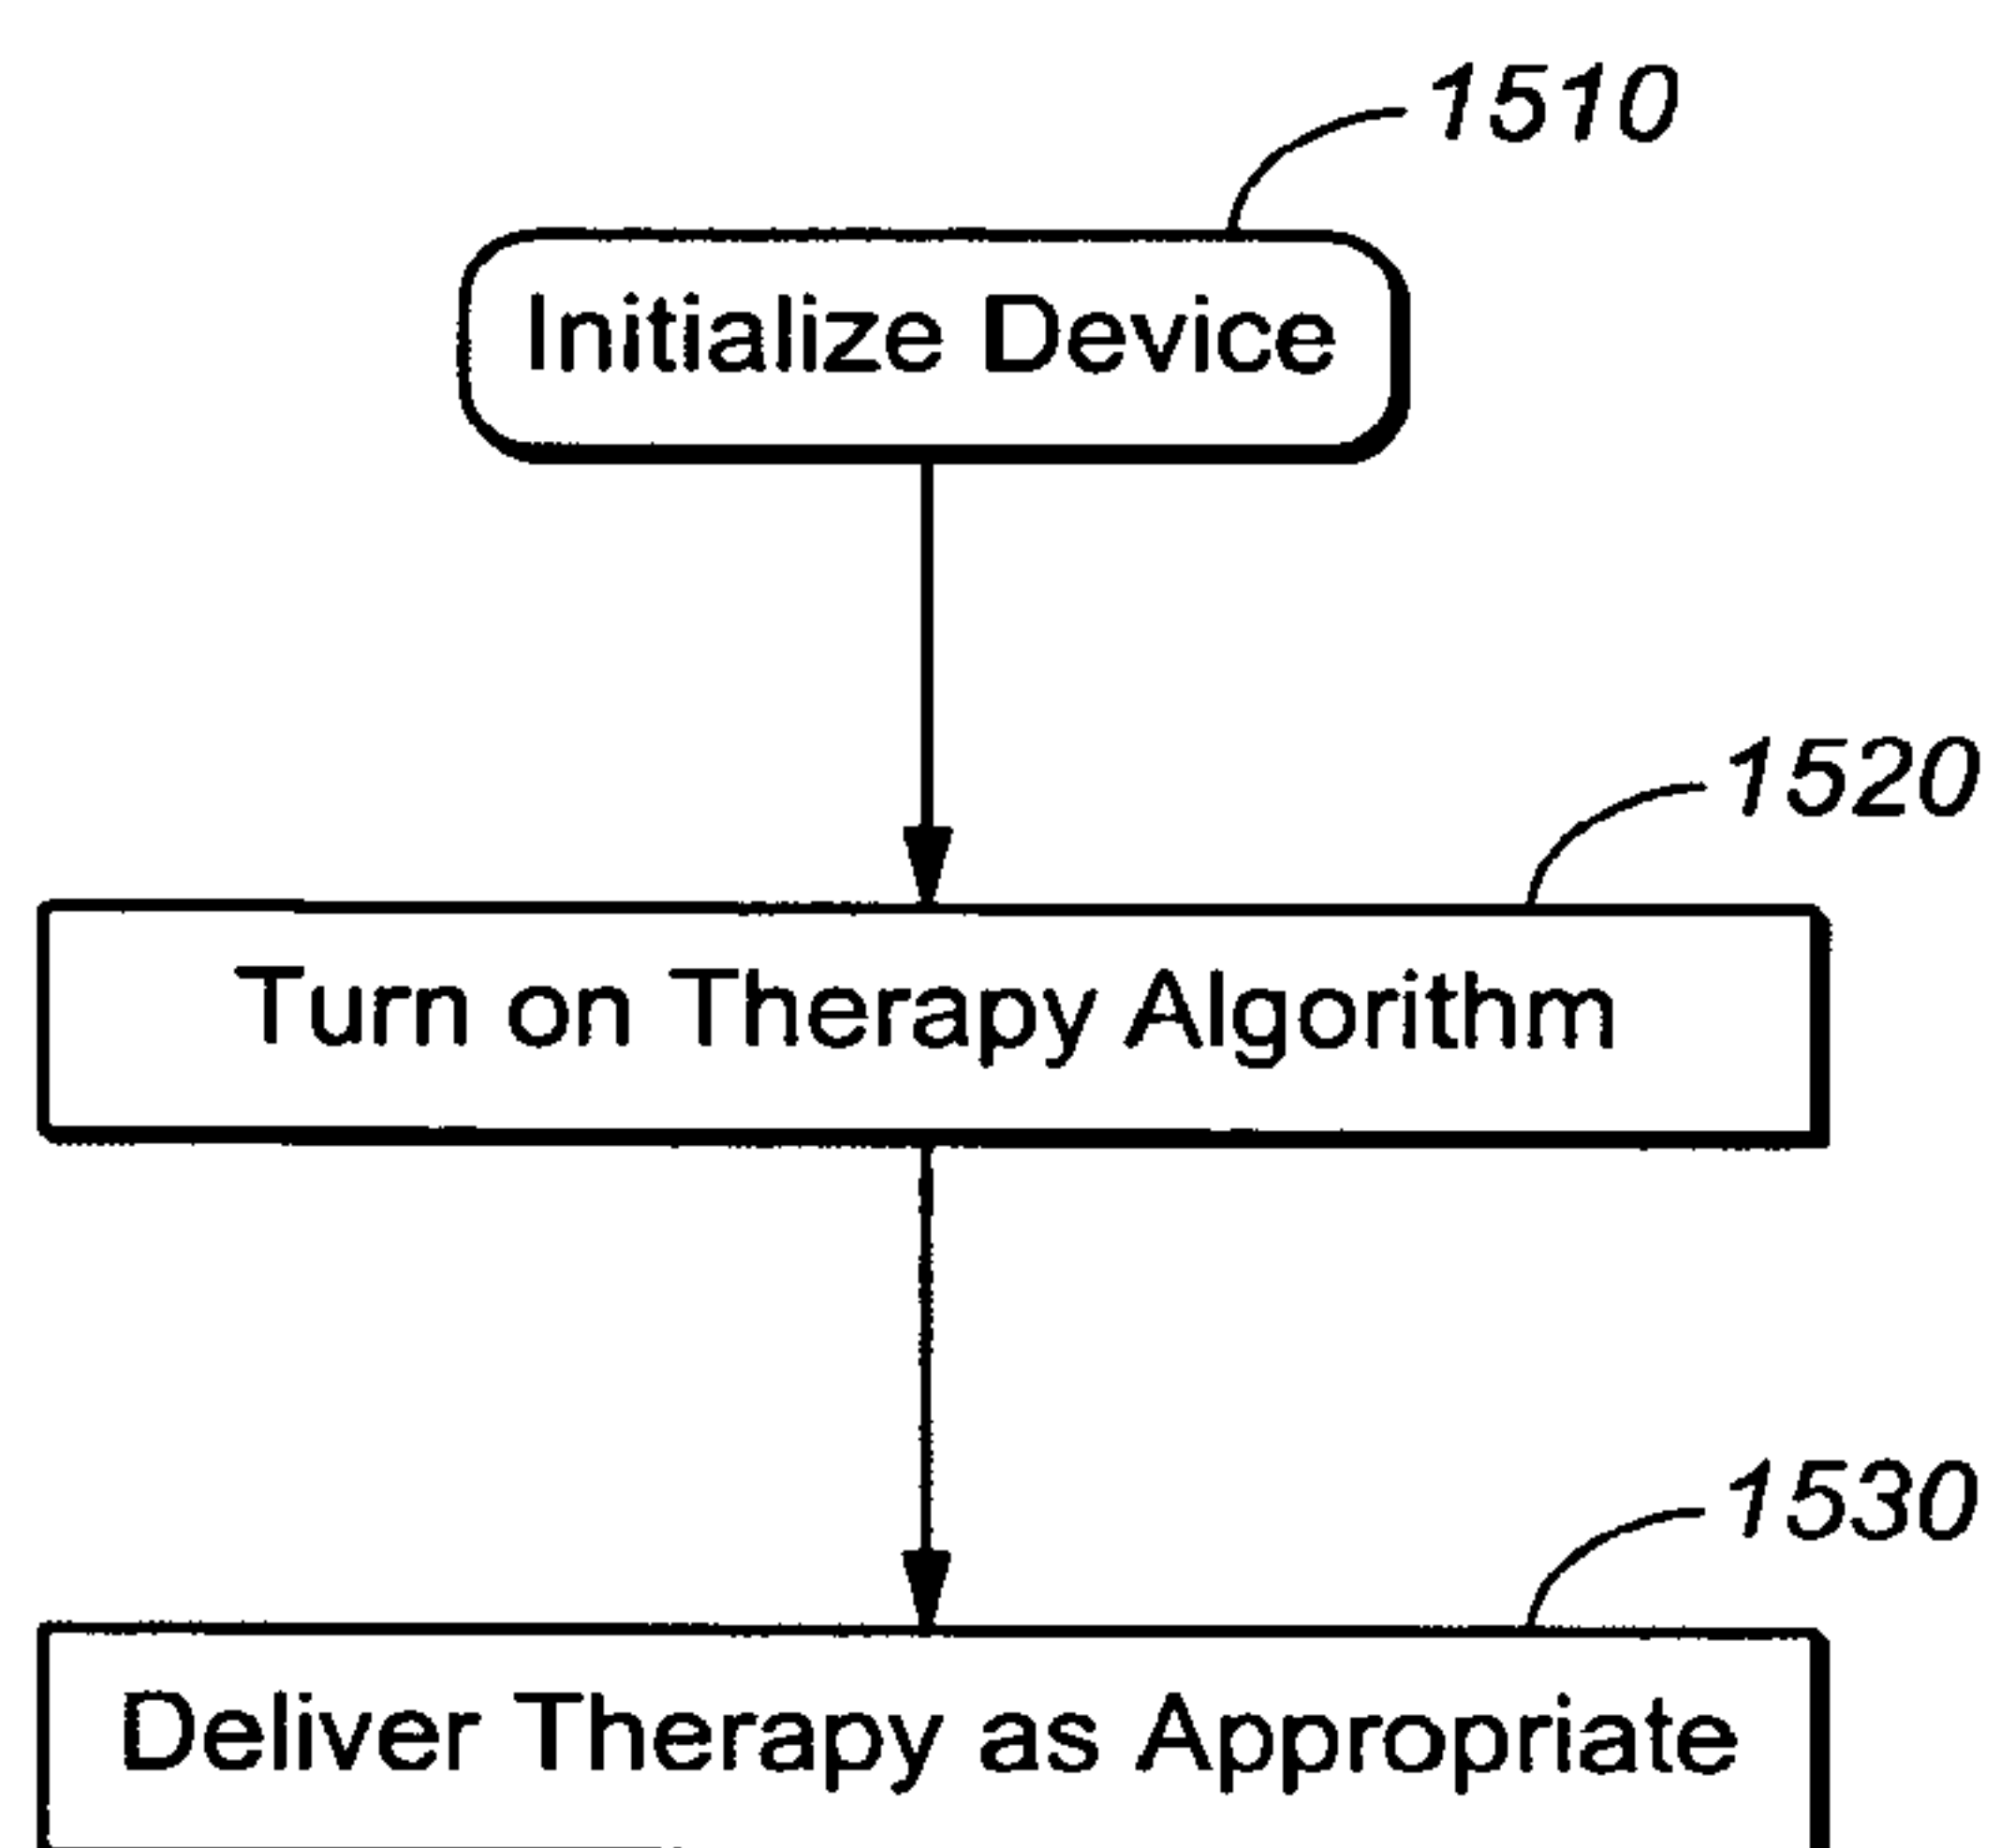 1510
Initialize Device
1520
Turn on Therapy Algorithm
1530
Deliver Therapy as Appropriate